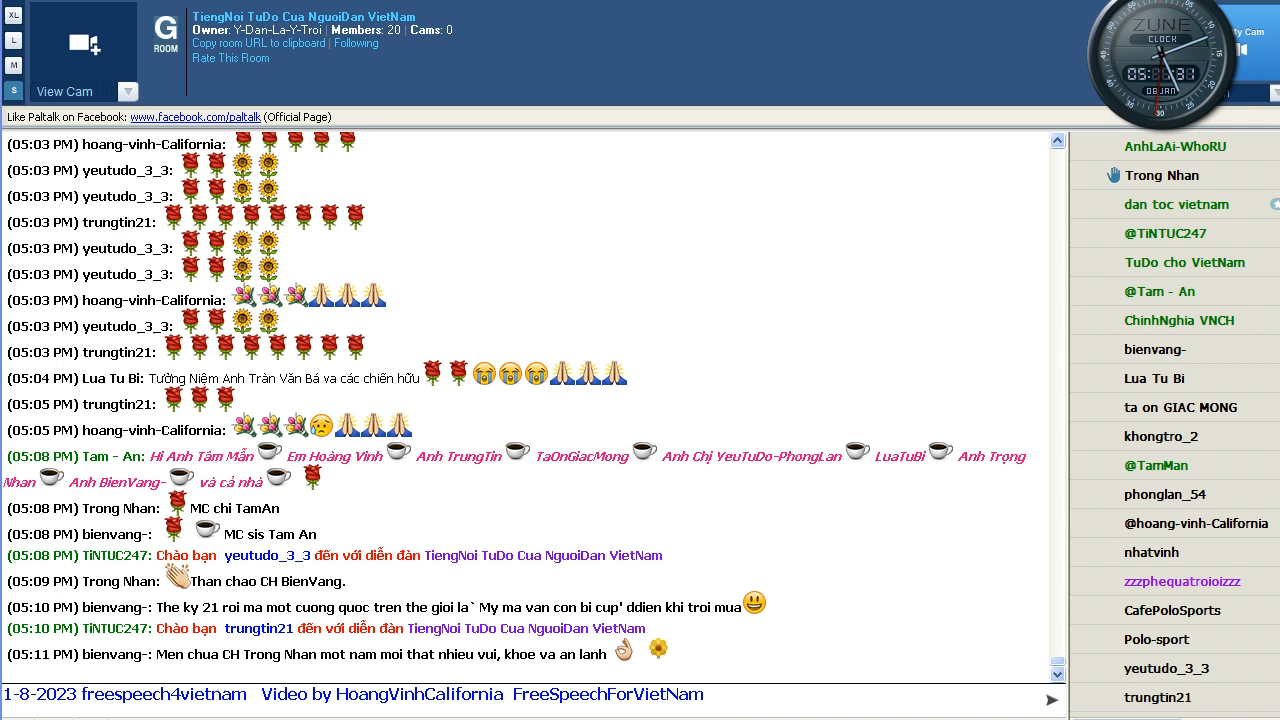 XL
L
M
S
View Cam
G
ROOM
TiengNoi TuDo Cua NguoiDan VietNam
Owner: Y-Dan-La-Y-Troi | Members: 20 | Cams: 0
Copy room URL to clipboard | Following
Rate This Room
ZUNE
CLOCK
08 JAN
My Cam
Like Paltalk on Facebook: www.facebook.com/paltalk (Official Page)
(05:03 PM) hoang-vinh-California:
(05:03 PM) yeutudo_3_3:
(05:03 PM) yeutudo_3_3:
(05:03 PM) trungtin21:
(05:03 PM) yeutudo_3_3:
(05:03 PM) yeutudo_3_3:
(05:03 PM) hoang-vinh-California:
(05:03 PM) yeutudo_3_3:
(05:03 PM) trungtin21:
(05:04 PM) Lua Tu Bi: Tưởng Niệm Anh Tràn Văn Bá va các chiến hữu
(05:05 PM) trungtin21:
(05:05 PM) hoang-vinh-California:
(05:08 PM) Tam - An: Hi Anh Tâm Mẫn Em Hoàng Vinh Anh TrungTin TaOnGiacMong Anh Chị YeuTuDo-PhongLan LuaTuBi Anh Trọng
Nhan Anh BienVang- và cả nhà
(05:08 PM) Trong Nhan: MC chi TamAn
(05:08 PM) bienvang-: MC sis Tam An
(05:08 PM) TiNTUC247: Chào bạn yeutudo_3_3 đến với diễn đàn TiengNoi TuDo Cua NguoiDan VietNam
(05:09 PM) Trong Nhan: Than chao CH BienVang.
(05:10 PM) bienvang-: The ky 21 roi ma mot cuong quoc tren the gioi la` My ma van con bi cup' ddien khi troi mua
(05:10 PM) TiNTUC247: Chào bạn trungtin21 đến với diễn đàn TiengNoi TuDo Cua NguoiDan VietNam
(05:11 PM) bienvang-: Men chua CH Trong Nhan mot nam moi that nhieu vui, khoe va an lanh
1-8-2023 freespeech4vietnam Video by HoangVinhCalifornia FreeSpeechForVietNam
AnhLaAi-WhoRU
Trong Nhan
dan toc vietnam
@TiNTUC247
TuDo cho VietNam
@Tam - An
ChinhNghia VNCH
bienvang-
Lua Tu Bi
ta on GIAC MONG
khongtro_2
@TamMan
phonglan_54
@hoang-vinh-California
nhatvinh
zzzphequatroioizzz
CafePoloSports
Polo-sport
yeutudo_3_3
trungtin21